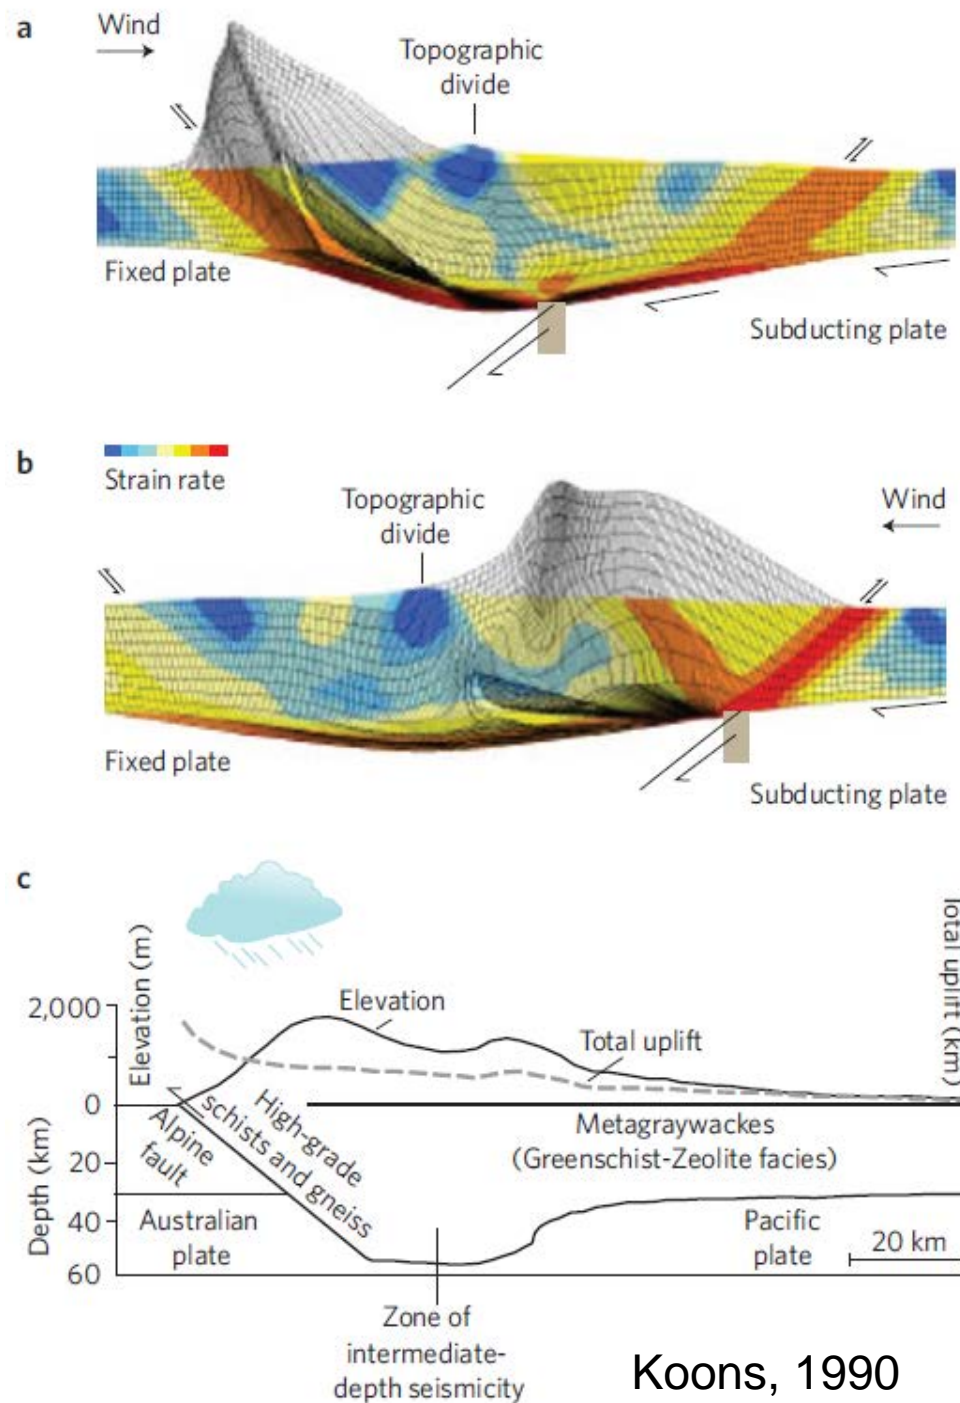 a
Wind
Topographic
divide
Fixed plate
Subducting plate
b
Strain rate
Topographic
divide
Wind
Fixed plate
Subducting plate
c
Elevation (m)
2,000
Elevation
Total uplift
Total uplift (km)
0
High-grade
schists and gneiss
Alpine
fault
Metagraywackes
(Greenschist-Zeolite facies)
Depth (km)
20
40
60
Australian
plate
Pacific
plate
20 km
Zone of
intermediate-
depth seismicity
Koons, 1990